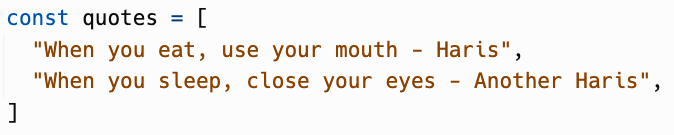 const quotes = [
  "When you eat, use your mouth – Haris",
  "When you sleep, close your eyes – Another Haris",
]